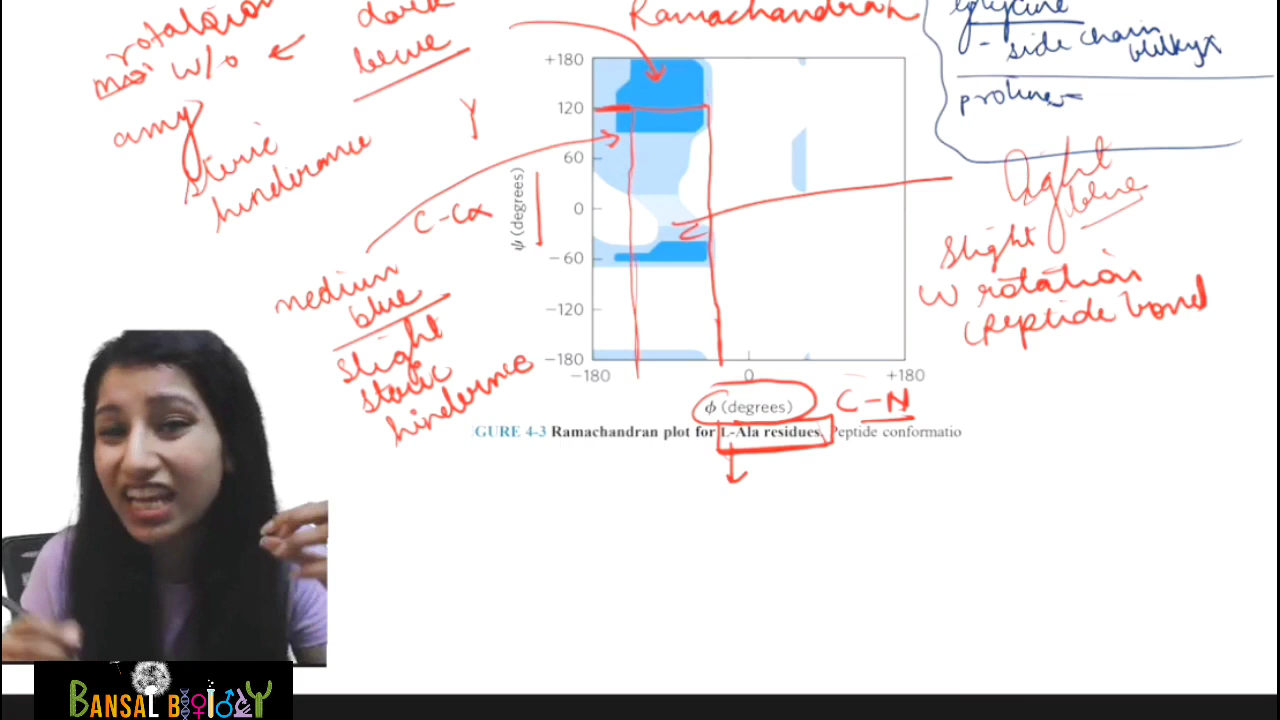 rotation
w/o
any
steric
hinderance
dark
blue
Ramachandran
glycine
- side chain
bulky x
proline
+180
120
60
0
−60
−120
−180
ψ (degrees)
C-Cα
medium
blue
slight
steric
hinderance
light
blue
slight
w rotation
(peptide bond
−180
0
+180
ϕ (degrees)
C-N
GURE 4-3 Ramachandran plot for L-Ala residues. Peptide conformatio
BANSAL BIOLOGY